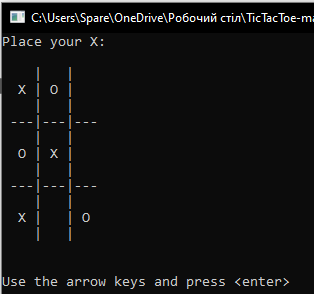 C:\Users\Spare\OneDrive\Робочий стіл\TicTacToe-ma
Place your X:
   |   |
 X | O |
   |   |
---|---|---
   |   |
 O | X |
   |   |
---|---|---
   |   |
 X |   | O
   |   |
Use the arrow keys and press <enter>